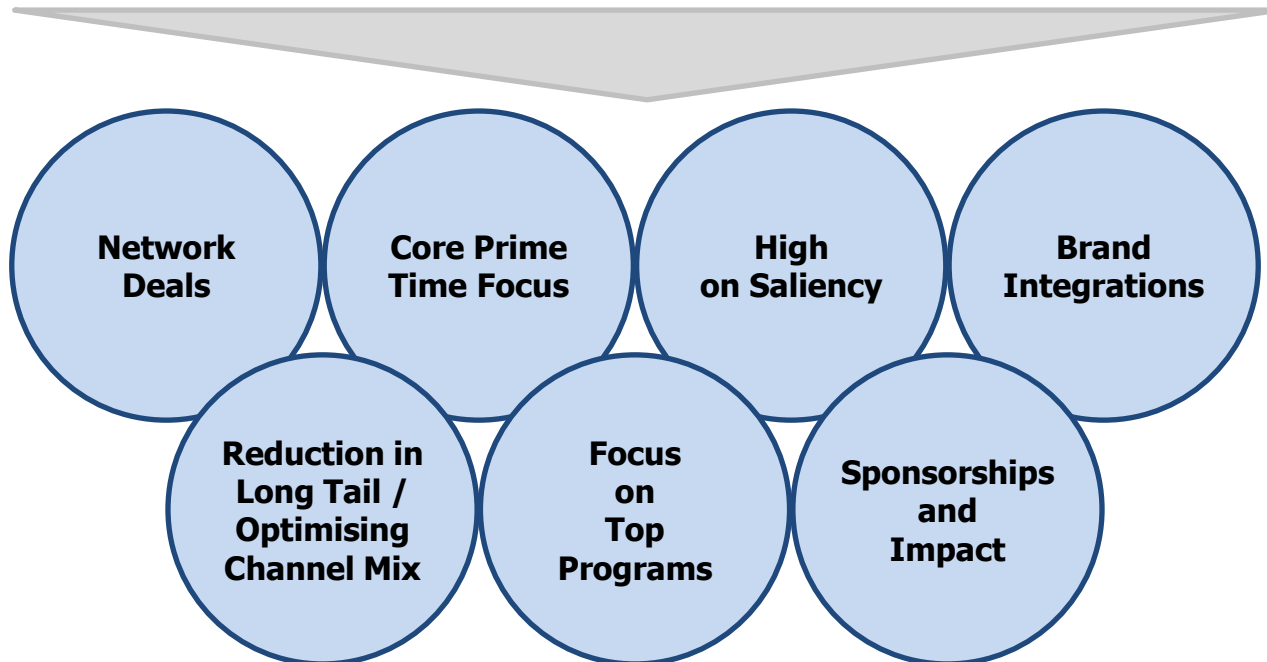 Network
Deals
Core Prime
Time Focus
High
on Saliency
Brand
Integrations
Reduction in
Long Tail /
Optimising
Channel Mix
Focus
on
Top
Programs
Sponsorships
and
Impact